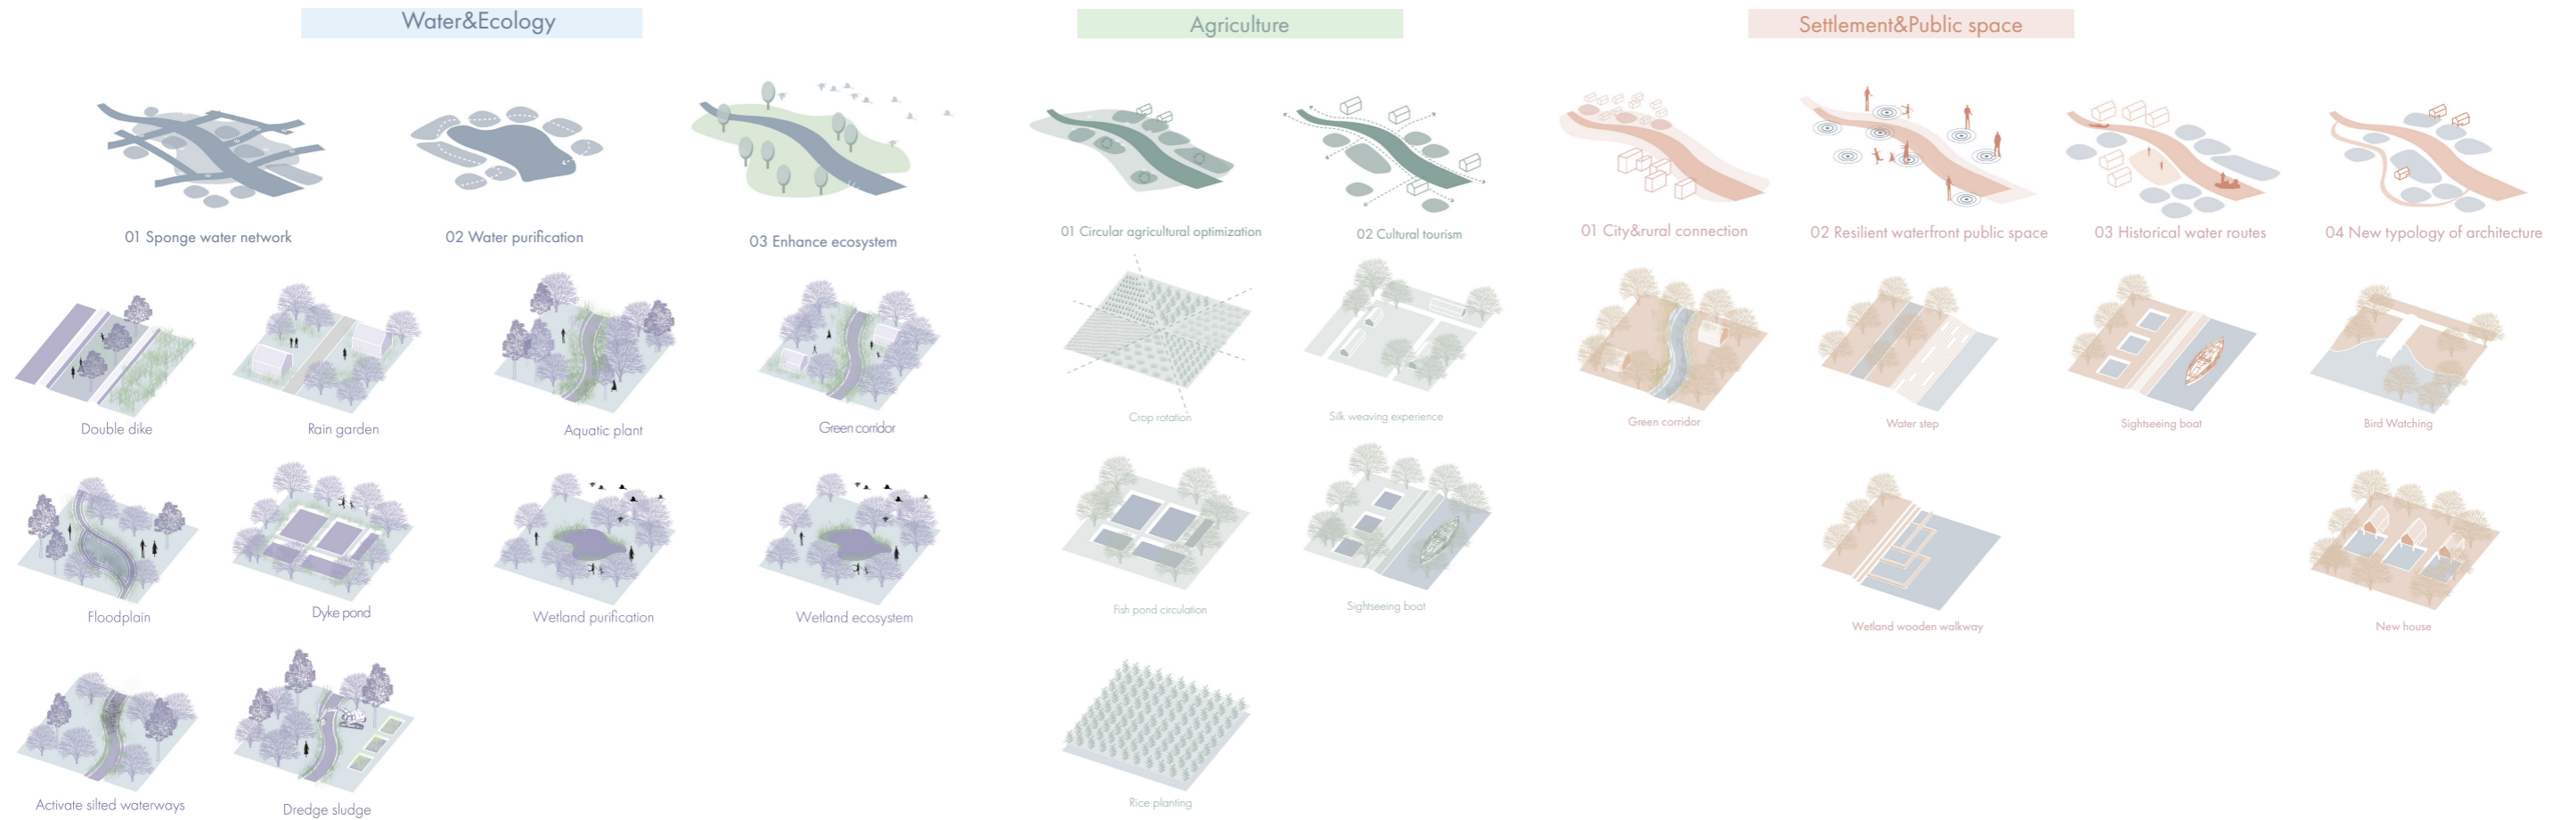 Water&Ecology
Agriculture
Settlement&Public space
01 Sponge water network
02 Water purification
03 Enhance ecosystem
01 Circular agricultural optimization
02 Cultural tourism
01 City&rural connection
02 Resilient waterfront public space
03 Historical water routes
04 New typology of architecture
Double dike
Rain garden
Aquatic plant
Green corridor
Crop rotation
Silk weaving experience
Green corridor
Water step
Sightseeing boat
Bird Watching
Floodplain
Dyke pond
Wetland purification
Wetland ecosystem
Fish pond circulation
Sightseeing boat
Wetland wooden walkway
New house
Activate silted waterways
Dredge sludge
Rice planting